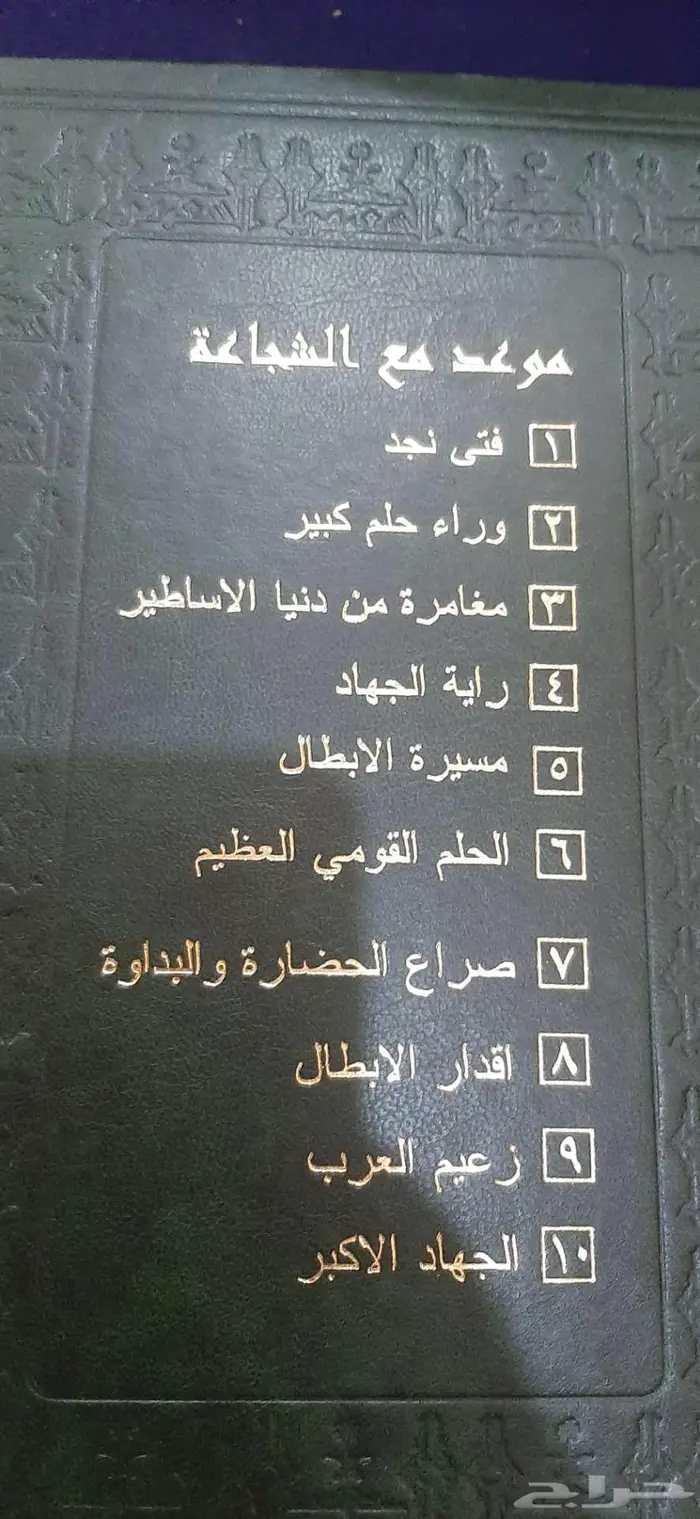 موعد مع الشجاعة
١ فتى نجد
٢ وراء حلم كبير
٣ مغامرة من دنيا الاساطير
٤ راية الجهاد
٥ مسيرة الابطال
٦ الحلم القومي العظيم
٧ صراع الحضارة والبداوة
٨ اقدار الابطال
٩ زعيم العرب
١٠ الجهاد الاكبر
حراج